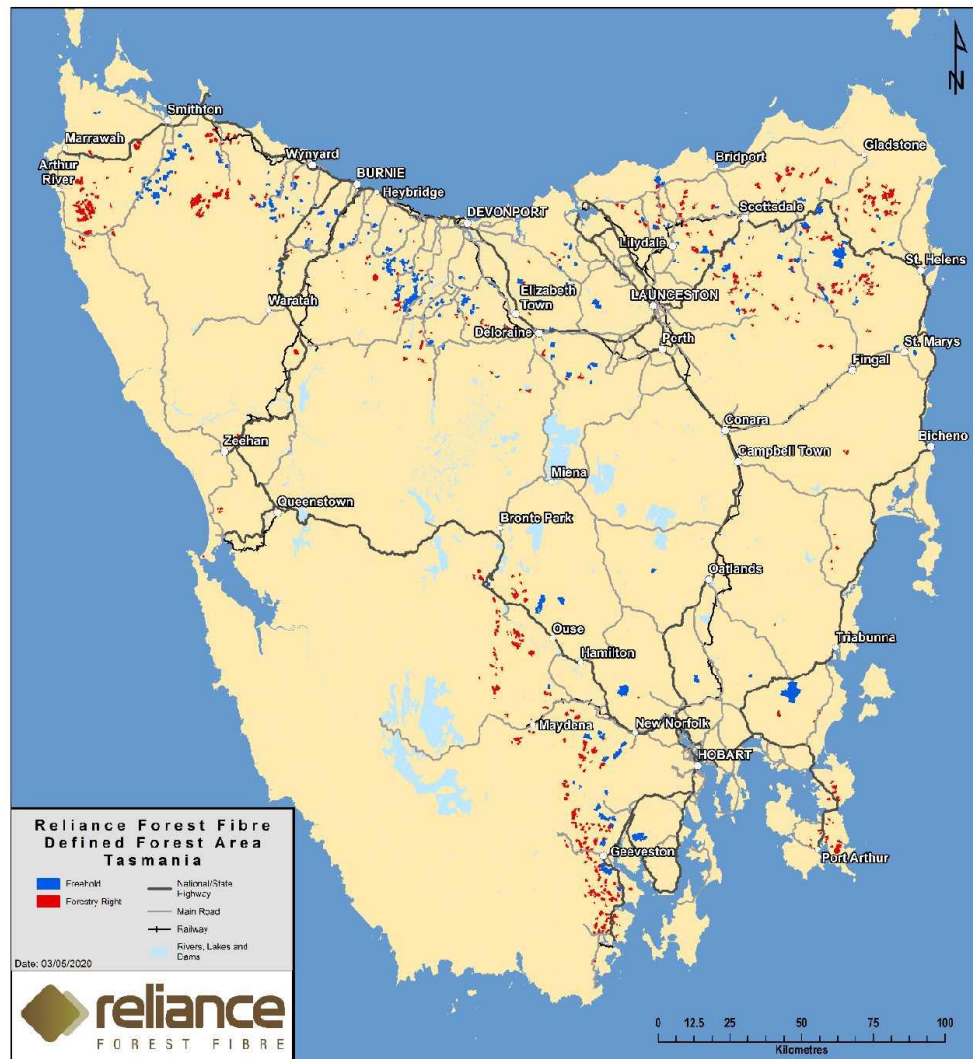 N
Smithton
Marrawah
Arthur
River
Wynyard
BURNIE
Heybridge
DEVONPORT
Bridport
Gladstone
Scottsdale
Lilydale
St. Helens
Waratah
Elizabeth
Town
LAUNCESTON
Deloraine
Perth
St. Marys
Fingal
Conara
Bicheno
Zeehan
Campbell Town
Miena
Queenstown
Bronte Park
Oatlands
Ouse
Triabunna
Hamilton
Maydena
New Norfolk
HOBART
Geeveston
Port Arthur
Reliance Forest Fibre
Defined Forest Area
Tasmania
Freehold
Forestry Right
National/State
Highway
Main Road
Railway
Rivers, Lakes and
Dams
Date: 03/05/2020
reliance
FOREST FIBRE
0 12.5 25 50 75 100
Kilometres